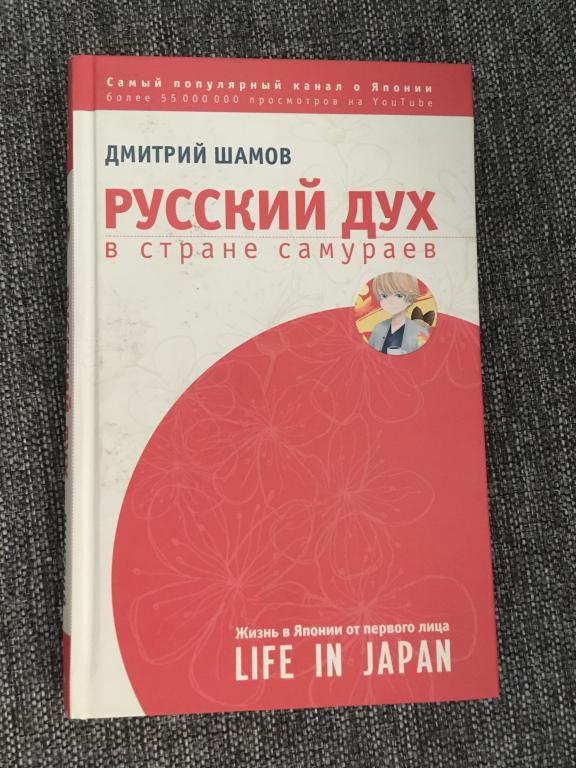 Самый популярный канал о Японии
более 55 000 000 просмотров на YouTube
ДМИТРИЙ ШАМОВ
РУССКИЙ ДУХ
в стране самураев
Жизнь в Японии от первого лица
LIFE IN JAPAN